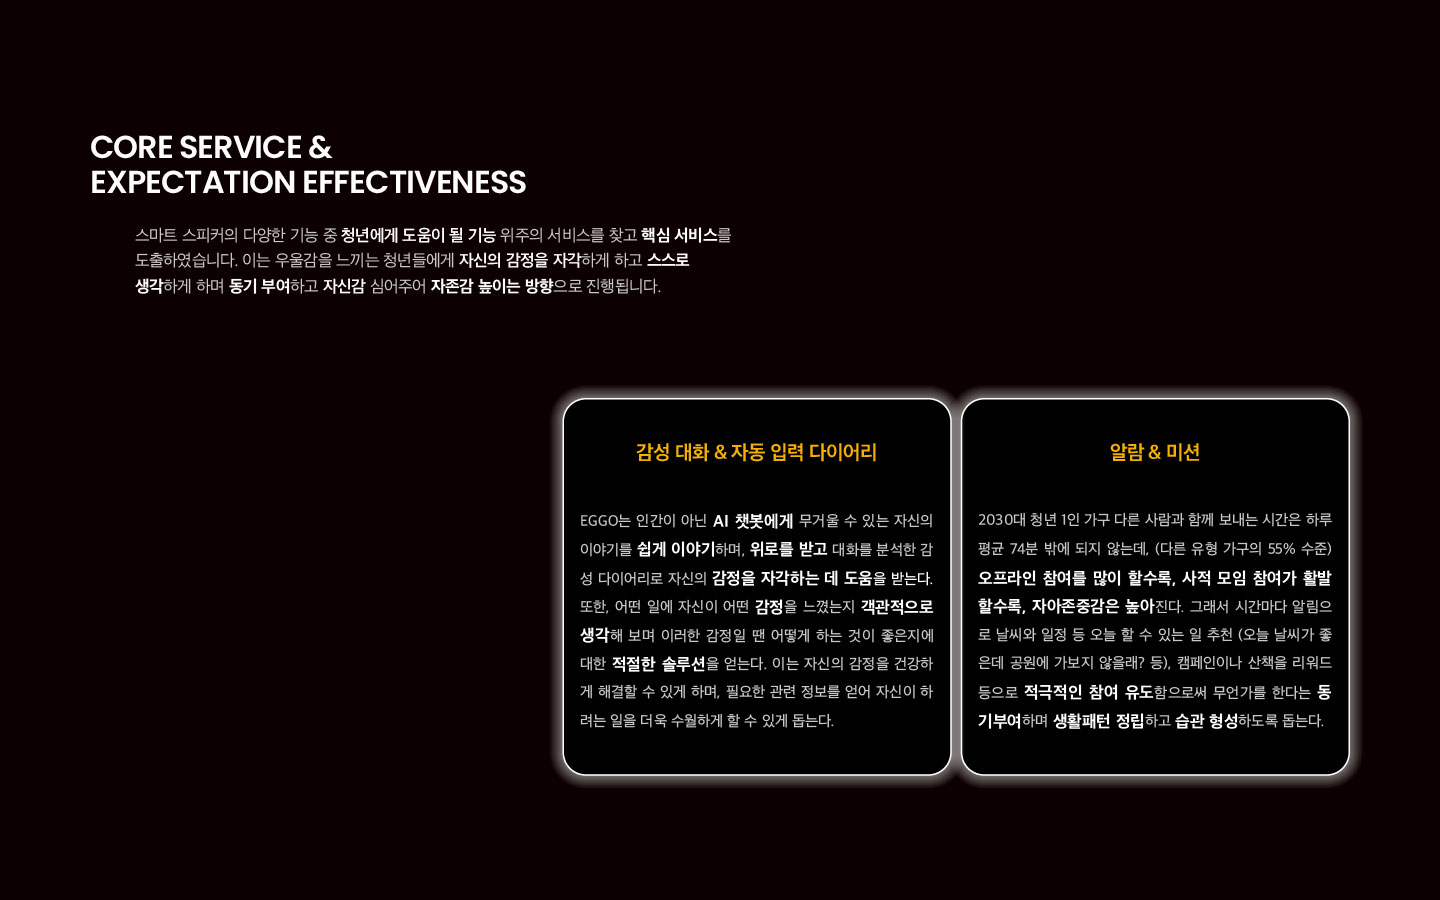 CORE SERVICE &
EXPECTATION EFFECTIVENESS
스마트 스피커의 다양한 기능 중 청년에게 도움이 될 기능 위주의 서비스를 찾고 핵심 서비스를
도출하였습니다. 이는 우울감을 느끼는 청년들에게 자신의 감정을 자각하게 하고 스스로
생각하게 하며 동기 부여하고 자신감 심어주어 자존감 높이는 방향으로 진행됩니다.
감성 대화 & 자동 입력 다이어리
EGGO는 인간이 아닌 AI 챗봇에게 무거울 수 있는 자신의
이야기를 쉽게 이야기하며, 위로를 받고 대화를 분석한 감
성 다이어리로 자신의 감정을 자각하는 데 도움을 받는다.
또한, 어떤 일에 자신이 어떤 감정을 느꼈는지 객관적으로
생각해 보며 이러한 감정일 땐 어떻게 하는 것이 좋은지에
대한 적절한 솔루션을 얻는다. 이는 자신의 감정을 건강하
게 해결할 수 있게 하며, 필요한 관련 정보를 얻어 자신이 하
려는 일을 더욱 수월하게 할 수 있게 돕는다.
알람 & 미션
2030대 청년 1인 가구 다른 사람과 함께 보내는 시간은 하루
평균 74분 밖에 되지 않는데, (다른 유형 가구의 55% 수준)
오프라인 참여를 많이 할수록, 사적 모임 참여가 활발
할수록, 자아존중감은 높아진다. 그래서 시간마다 알림으
로 날씨와 일정 등 오늘 할 수 있는 일 추천 (오늘 날씨가 좋
은데 공원에 가보지 않을래? 등), 캠페인이나 산책을 리워드
등으로 적극적인 참여 유도함으로써 무언가를 한다는 동
기부여하며 생활패턴 정립하고 습관 형성하도록 돕는다.